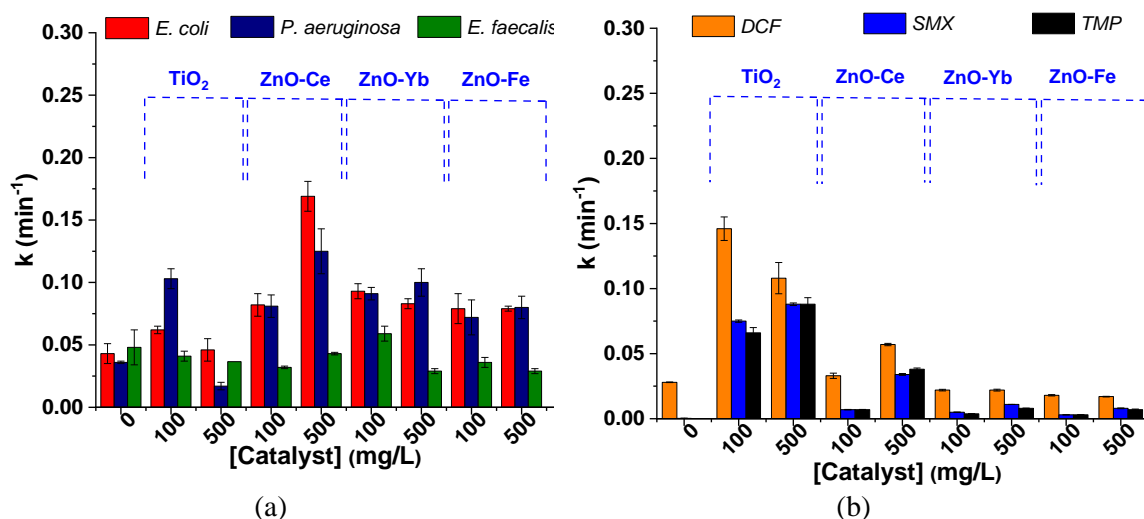 E. coli P. aeruginosa E. faecalis
TiO2 ZnO-Ce ZnO-Yb ZnO-Fe
0.30
0.25
0.20
0.15
0.10
0.05
0.00
k (min-1)
0 100 500 100 500 100 500 100 500
[Catalyst] (mg/L)
(a)
DCF SMX TMP
TiO2 ZnO-Ce ZnO-Yb ZnO-Fe
0.30
0.25
0.20
0.15
0.10
0.05
0.00
k (min-1)
0 100 500 100 500 100 500 100 500
[Catalyst] (mg/L)
(b)